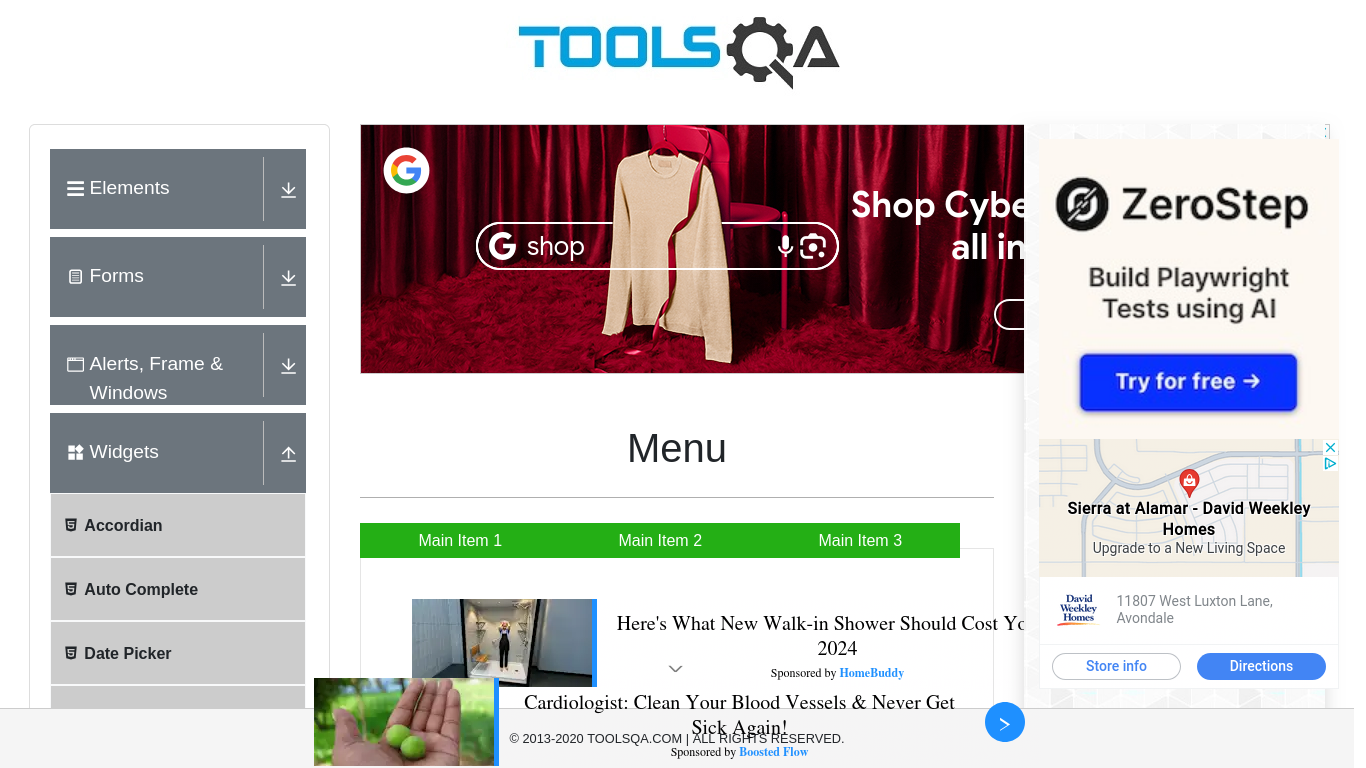 TOOLSQA
Elements
Forms
Alerts, Frame &
Windows
Widgets
Accordian
Auto Complete
Date Picker
G shop
Shop Cybe
all in
Menu
Main Item 1
Main Item 2
Main Item 3
Here's What New Walk-in Shower Should Cost Yo
2024
Sponsored by HomeBuddy
Cardiologist: Clean Your Blood Vessels & Never Get
Sick Again!
Sponsored by Boosted Flow
© 2013-2020 TOOLSQA.COM | ALL RIGHTS RESERVED.
ZeroStep
Build Playwright
Tests using AI
Try for free →
Sierra at Alamar - David Weekley
Homes
Upgrade to a New Living Space
David
Weekley
Homes
11807 West Luxton Lane,
Avondale
Store info
Directions